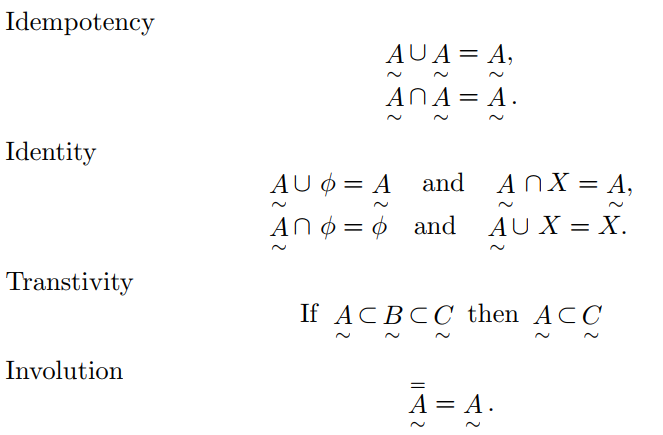 Idempotency
A̰ ∪ A̰ = A̰,
A̰ ∩ A̰ = A̰.
Identity
A̰ ∪ ϕ = A̰ and A̰ ∩ X = A̰,
A̰ ∩ ϕ = ϕ and A̰ ∪ X = X.
Transtivity
If A̰ ⊂ B̰ ⊂ C̰ then A̰ ⊂ C̰
Involution
A̰̿ = A̰.